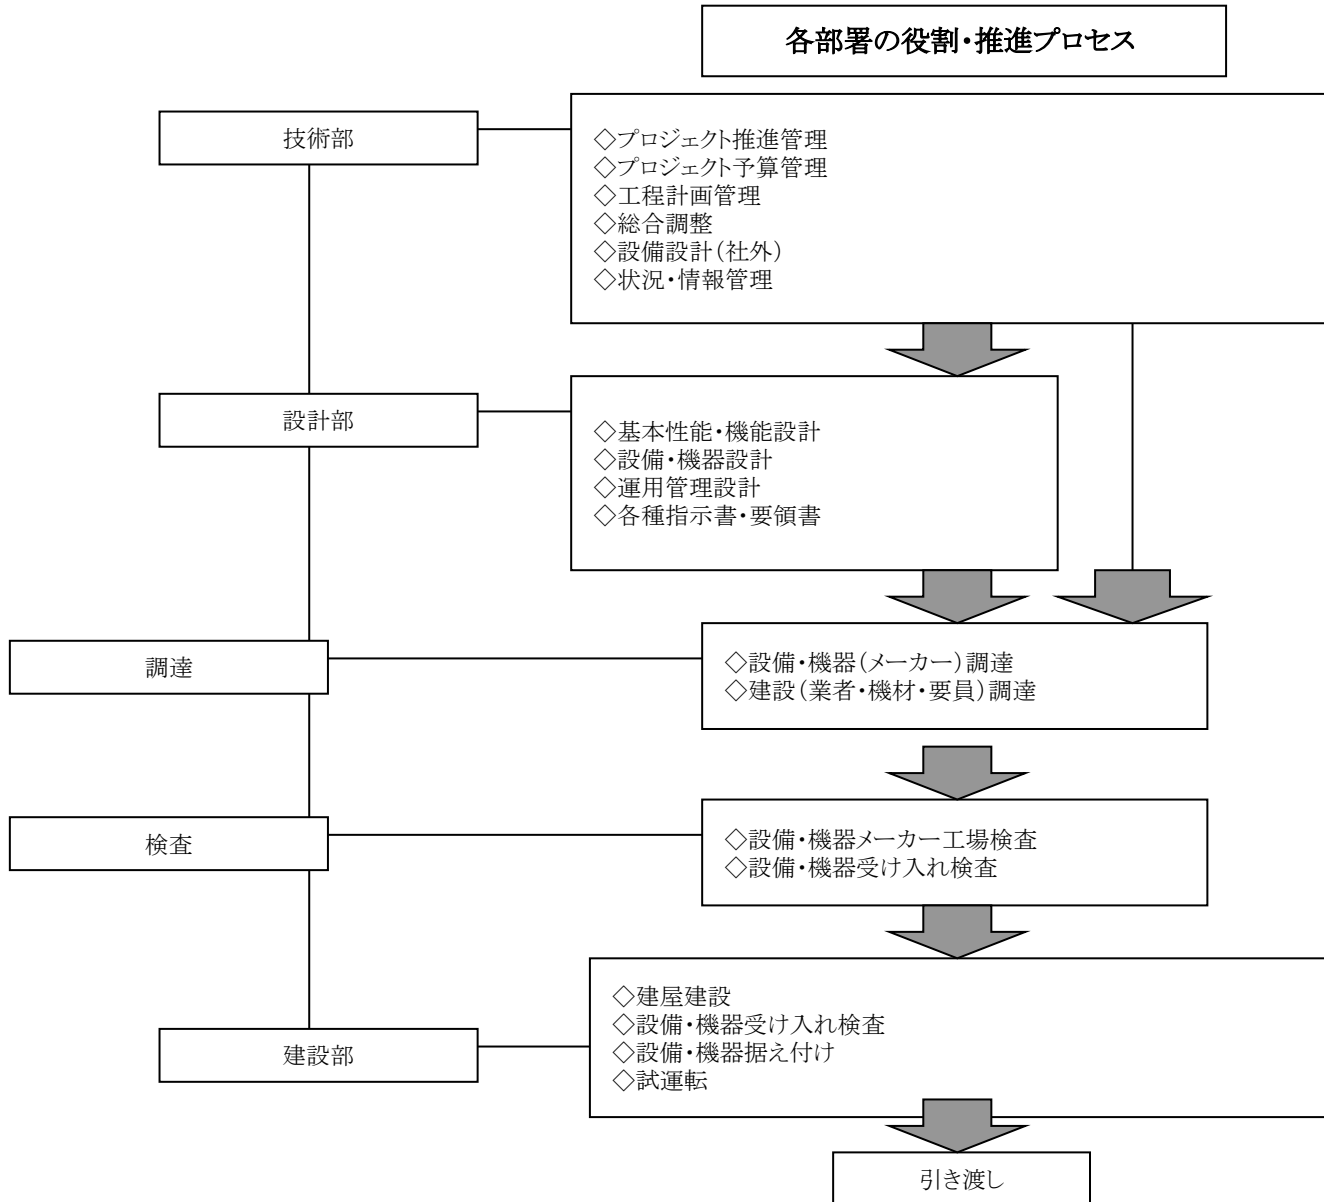 各部署の役割・推進プロセス
技術部
◇プロジェクト推進管理
◇プロジェクト予算管理
◇工程計画管理
◇総合調整
◇設備設計(社外)
◇状況・情報管理
設計部
◇基本性能・機能設計
◇設備・機器設計
◇運用管理設計
◇各種指示書・要領書
調達
◇設備・機器(メーカー)調達
◇建設(業者・機材・要員)調達
検査
◇設備・機器メーカー工場検査
◇設備・機器受け入れ検査
建設部
◇建屋建設
◇設備・機器受け入れ検査
◇設備・機器据え付け
◇試運転
引き渡し